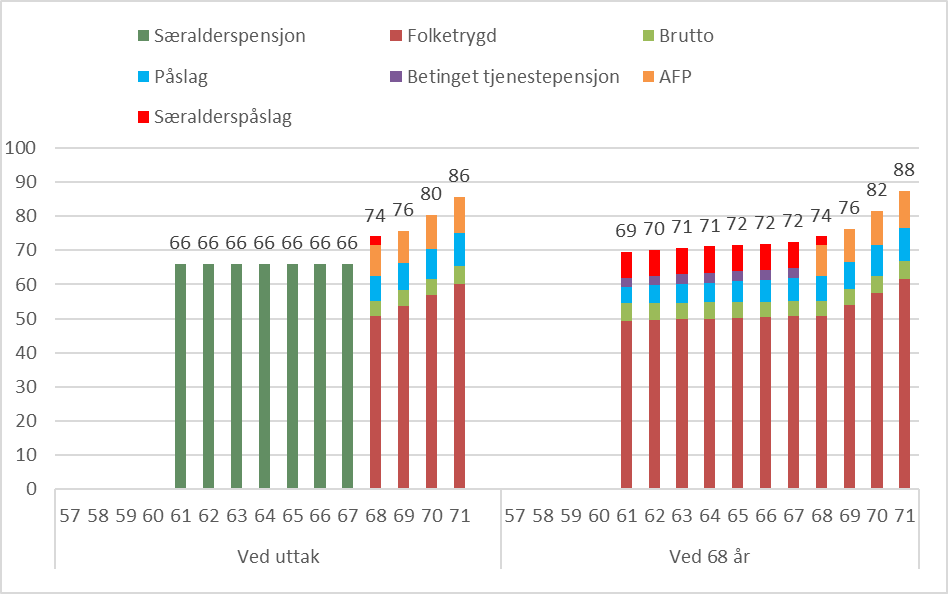 Særalderspensjon Folketrygd Brutto
Påslag Betinget tjenestepensjon AFP
Særalderspåslag
100
90
80
70
60
50
40
30
20
10
0
66 66 66 66 66 66 66 74 76 80 86
69 70 71 71 72 72 72 74 76 82 88
57 58 59 60 61 62 63 64 65 66 67 68 69 70 71 57 58 59 60 61 62 63 64 65 66 67 68 69 70 71
Ved uttak Ved 68 år